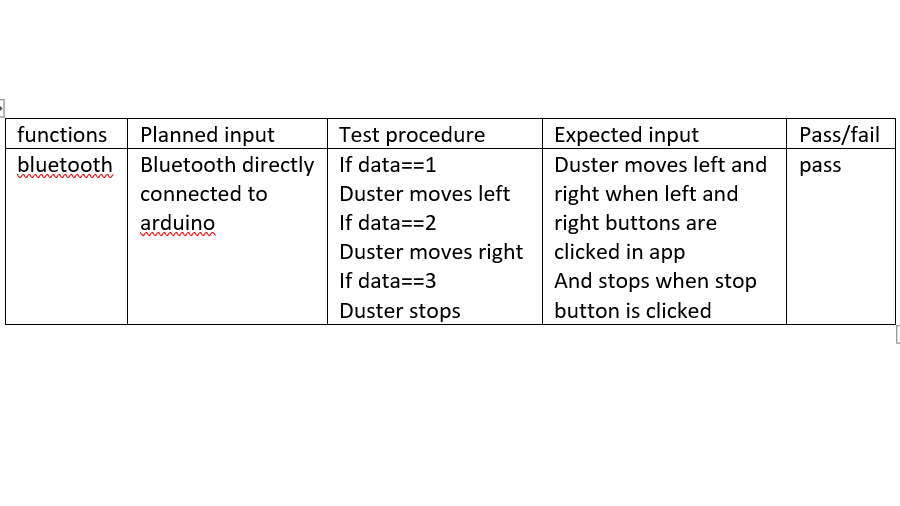 functions Planned input Test procedure Expected input Pass/fail
bluetooth Bluetooth directly If data==1 Duster moves left and pass
connected to Duster moves left right when left and
arduino If data==2 right buttons are
Duster moves right clicked in app
If data==3 And stops when stop
Duster stops button is clicked